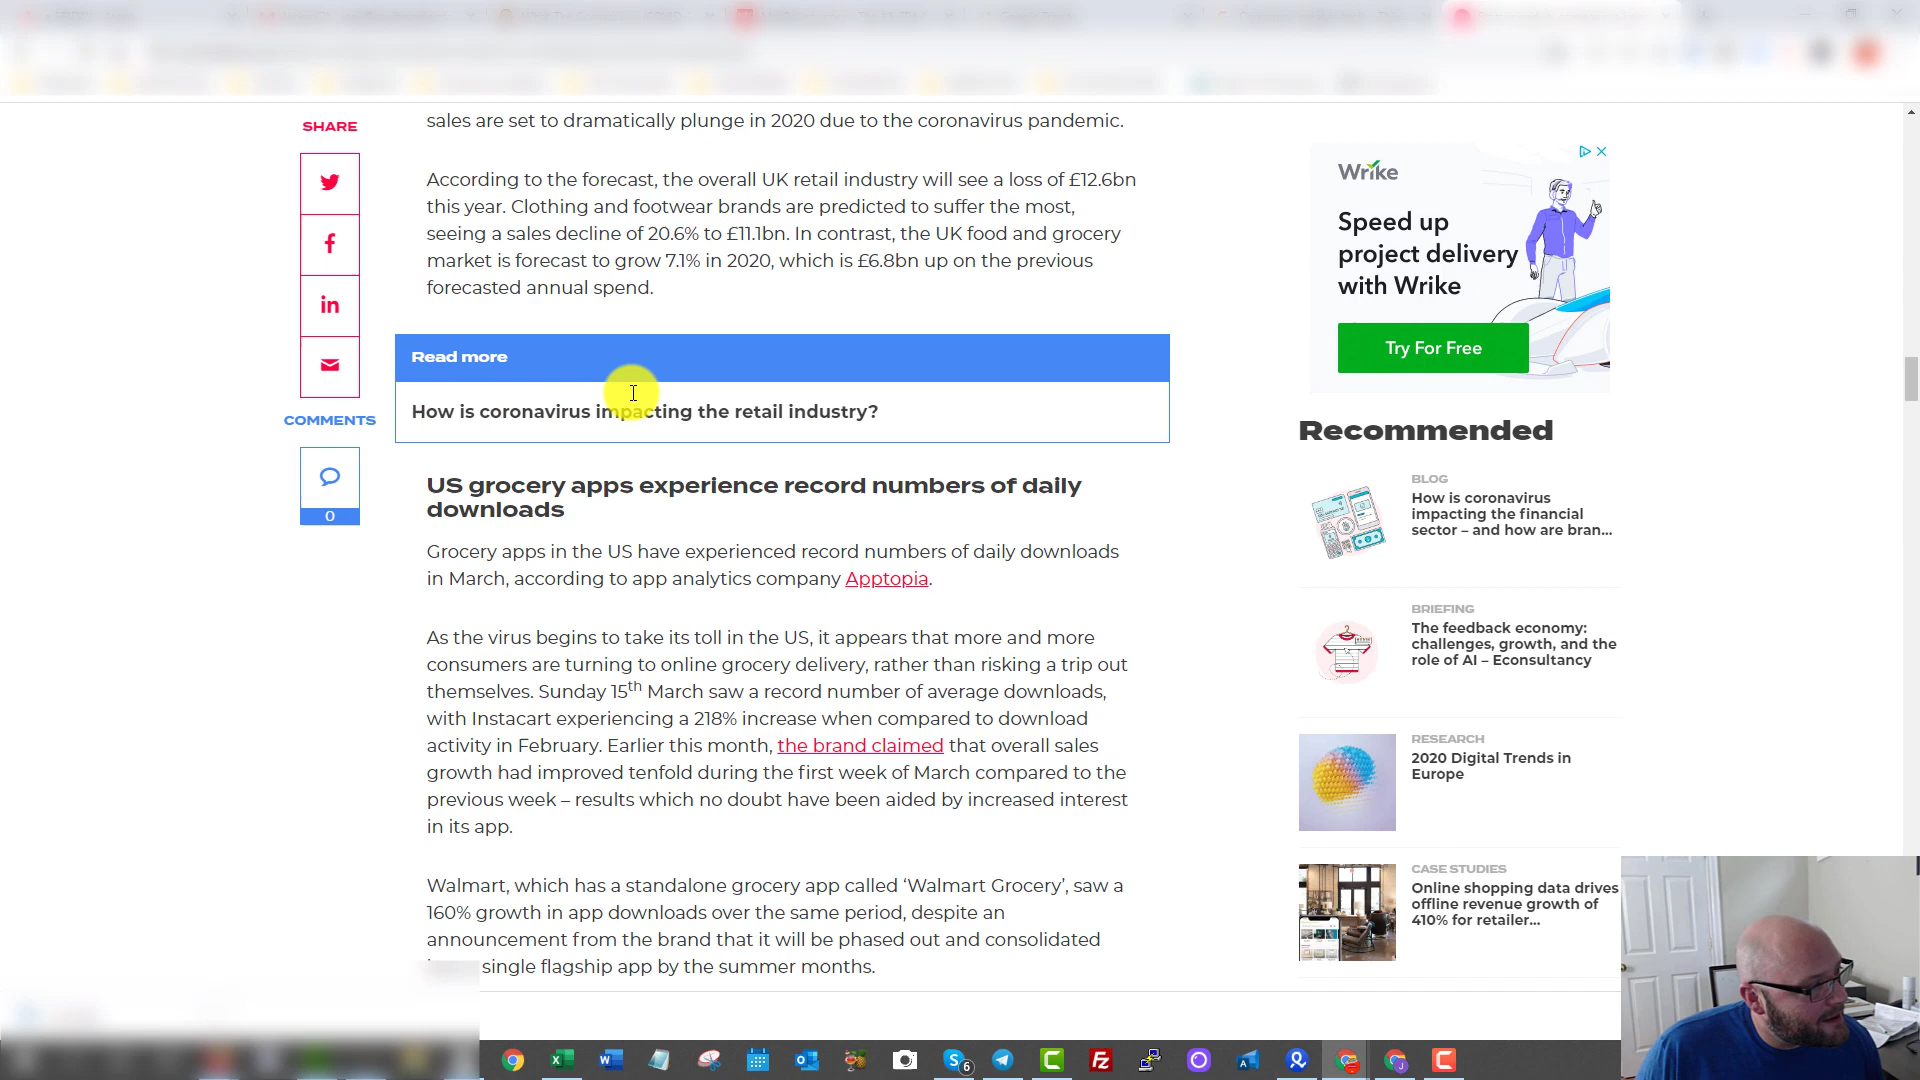 SHARE
sales are set to dramatically plunge in 2020 due to the coronavirus pandemic.
According to the forecast, the overall UK retail industry will see a loss of £12.6bn
this year. Clothing and footwear brands are predicted to suffer the most,
seeing a sales decline of 20.6% to £11.1bn. In contrast, the UK food and grocery
market is forecast to grow 7.1% in 2020, which is £6.8bn up on the previous
forecasted annual spend.
Read more
How is coronavirus impacting the retail industry?
COMMENTS
0
US grocery apps experience record numbers of daily
downloads
Grocery apps in the US have experienced record numbers of daily downloads
in March, according to app analytics company Apptopia.
As the virus begins to take its toll in the US, it appears that more and more
consumers are turning to online grocery delivery, rather than risking a trip out
themselves. Sunday 15th March saw a record number of average downloads,
with Instacart experiencing a 218% increase when compared to download
activity in February. Earlier this month, the brand claimed that overall sales
growth had improved tenfold during the first week of March compared to the
previous week – results which no doubt have been aided by increased interest
in its app.
Walmart, which has a standalone grocery app called ‘Walmart Grocery’, saw a
160% growth in app downloads over the same period, despite an
announcement from the brand that it will be phased out and consolidated
single flagship app by the summer months.
Wrike
Speed up
project delivery
with Wrike
Try For Free
Recommended
BLOG
How is coronavirus
impacting the financial
sector – and how are bran...
BRIEFING
The feedback economy:
challenges, growth, and the
role of AI – Econsultancy
RESEARCH
2020 Digital Trends in
Europe
CASE STUDIES
Online shopping data drives
offline revenue growth of
410% for retailer...
6